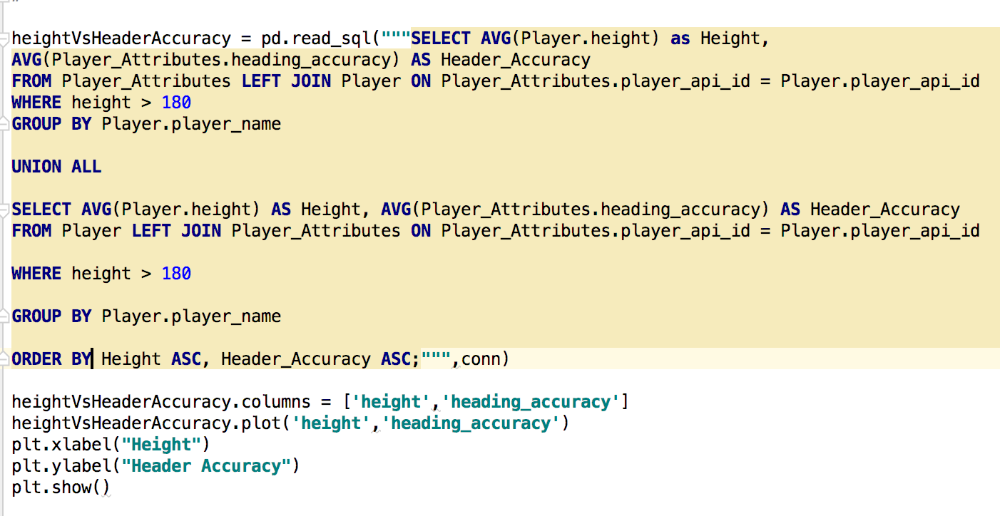 heightVsHeaderAccuracy = pd.read_sql("""SELECT AVG(Player.height) as Height,
AVG(Player_Attributes.heading_accuracy) AS Header_Accuracy
FROM Player_Attributes LEFT JOIN Player ON Player_Attributes.player_api_id = Player.player_api_id
WHERE height > 180
GROUP BY Player.player_name
UNION ALL
SELECT AVG(Player.height) AS Height, AVG(Player_Attributes.heading_accuracy) AS Header_Accuracy
FROM Player LEFT JOIN Player_Attributes ON Player_Attributes.player_api_id = Player.player_api_id
WHERE height > 180
GROUP BY Player.player_name
ORDER BY Height ASC, Header_Accuracy ASC;""",conn)
heightVsHeaderAccuracy.columns = ['height','heading_accuracy']
heightVsHeaderAccuracy.plot('height','heading_accuracy')
plt.xlabel("Height")
plt.ylabel("Header Accuracy")
plt.show()